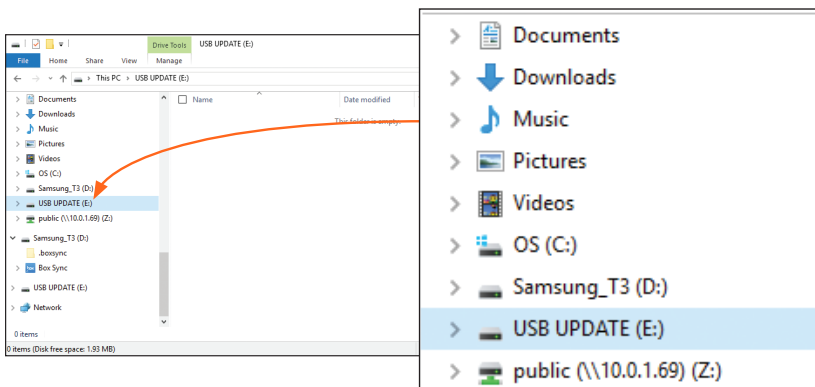 Drive Tools
USB UPDATE (E:)
File
Home
Share
View
Manage
This PC > USB UPDATE (E:)
Documents
Downloads
Music
Pictures
Videos
OS (C:)
Samsung_T3 (D:)
USB UPDATE (E:)
public (\\10.0.1.69) (Z:)
Samsung_T3 (D:)
.boxsync
Box Sync
USB UPDATE (E:)
Network
Name
Date modified
This folder is empty.
0 items
0 items (Disk free space: 1.93 MB)
Documents
Downloads
Music
Pictures
Videos
OS (C:)
Samsung_T3 (D:)
USB UPDATE (E:)
public (\\10.0.1.69) (Z:)